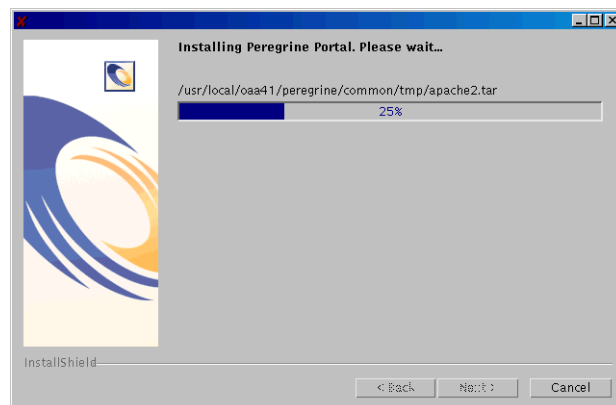 Installing Peregrine Portal. Please wait...
/usr/local/oaa41/peregrine/common/tmp/apache2.tar
25%
InstallShield
< Back
Next >
Cancel